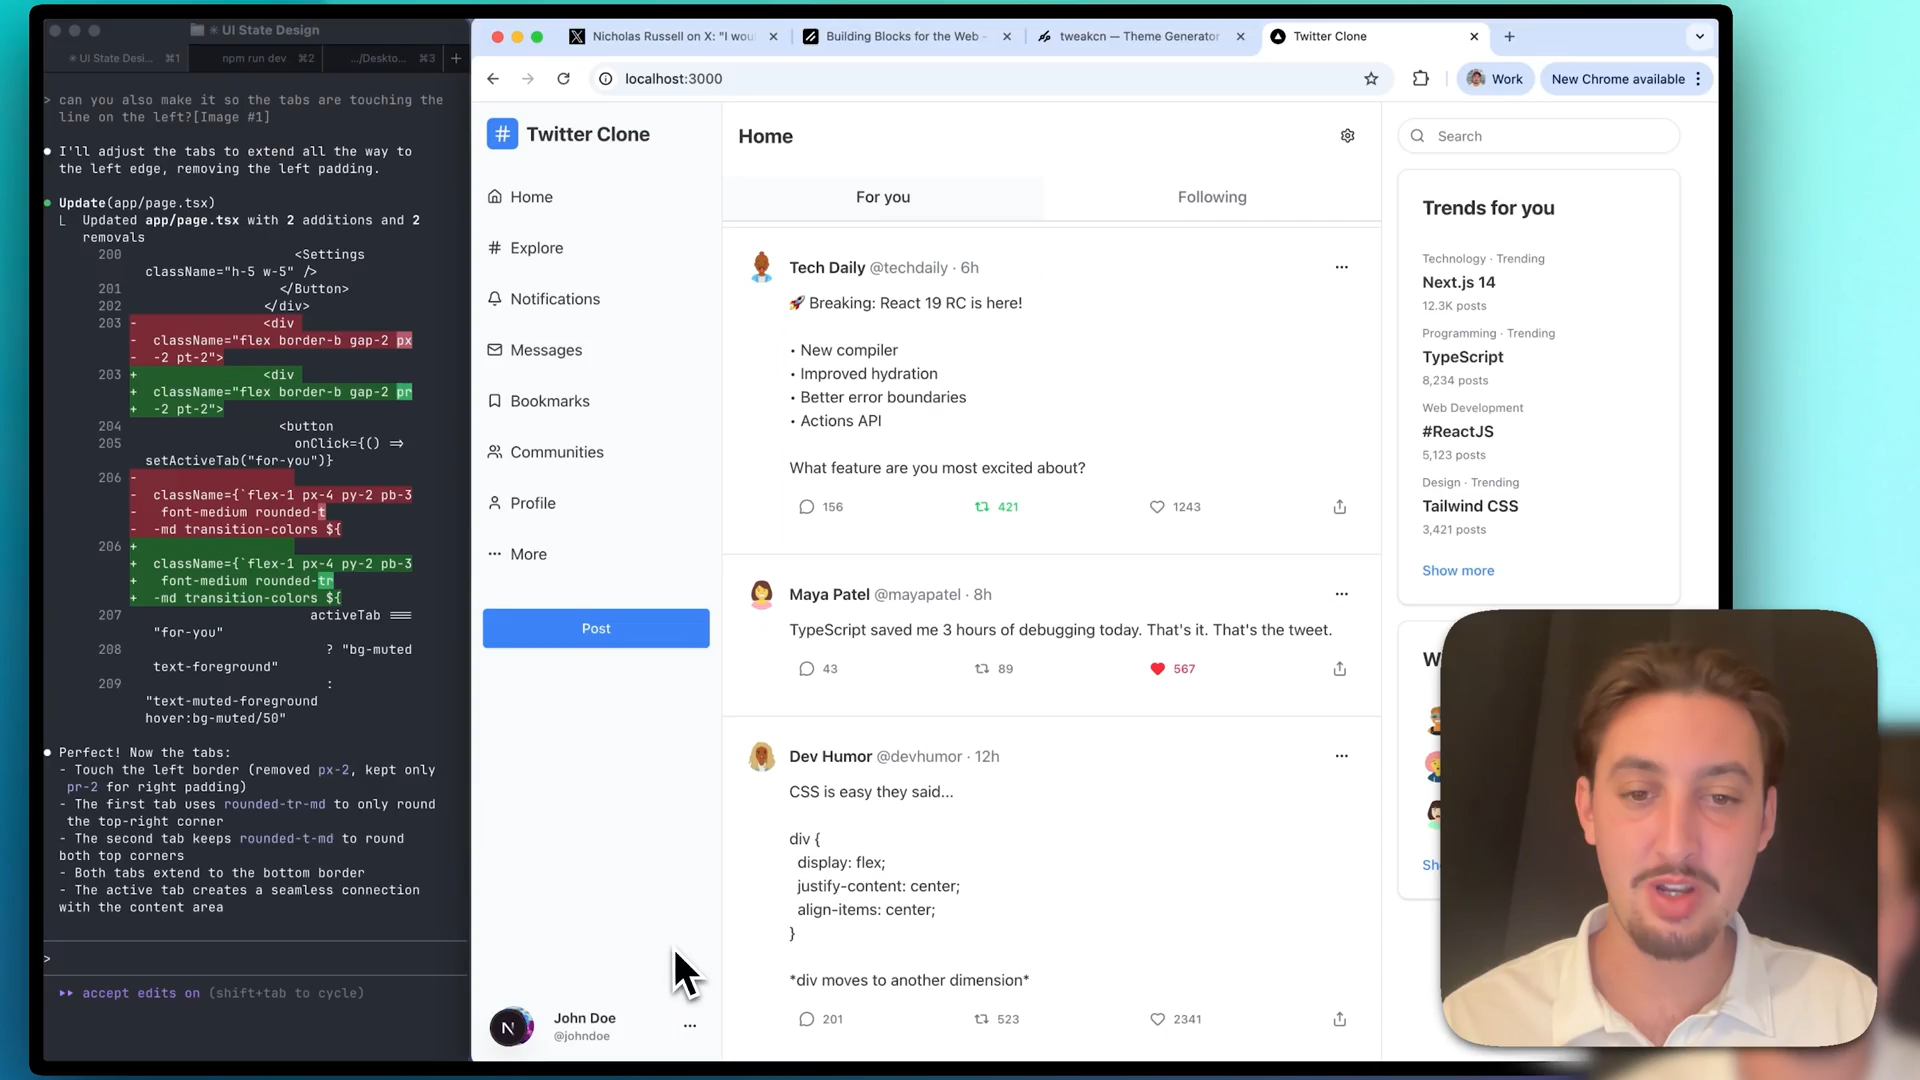 ✳ UI State Design
✳ UI State Desi... ⌘1
npm run dev ⌘2
.../Deskto... ⌘3
> can you also make it so the tabs are touching the
line on the left?[Image #1]
I'll adjust the tabs to extend all the way to
the left edge, removing the left padding.
Update(app/page.tsx)
Updated app/page.tsx with 2 additions and 2
removals
200 <Settings
className="h-5 w-5" />
201 </Button>
202 </div>
203 - <div
- className="flex border-b gap-2 px
- -2 pt-2">
203 + <div
+ className="flex border-b gap-2 pr
+ -2 pt-2">
204 <button
205 onClick={() =>
setActiveTab("for-you")}
206 -
- className={`flex-1 px-4 py-2 pb-3
- font-medium rounded-t
- -md transition-colors ${
206 +
+ className={`flex-1 px-4 py-2 pb-3
+ font-medium rounded-tr
+ -md transition-colors ${
207 activeTab ===
"for-you"
208 ? "bg-muted
text-foreground"
209 :
"text-muted-foreground
hover:bg-muted/50"
Perfect! Now the tabs:
- Touch the left border (removed px-2, kept only
pr-2 for right padding)
- The first tab uses rounded-tr-md to only round
the top-right corner
- The second tab keeps rounded-t-md to round
both top corners
- Both tabs extend to the bottom border
- The active tab creates a seamless connection
with the content area
>
accept edits on (shift+tab to cycle)
Nicholas Russell on X: "I wou
Building Blocks for the Web -
tweakcn — Theme Generator
Twitter Clone
localhost:3000
Work
New Chrome available
# Twitter Clone
Home
# Explore
Notifications
Messages
Bookmarks
Communities
Profile
More
Post
N
John Doe
@johndoe
Home
For you
Following
Tech Daily @techdaily · 6h
🚀 Breaking: React 19 RC is here!
• New compiler
• Improved hydration
• Better error boundaries
• Actions API
What feature are you most excited about?
156 421 1243
Maya Patel @mayapatel · 8h
TypeScript saved me 3 hours of debugging today. That's it. That's the tweet.
43 89 567
Dev Humor @devhumor · 12h
CSS is easy they said...
div {
display: flex;
justify-content: center;
align-items: center;
}
*div moves to another dimension*
201 523 2341
Search
Trends for you
Technology · Trending
Next.js 14
12.3K posts
Programming · Trending
TypeScript
8,234 posts
Web Development
#ReactJS
5,123 posts
Design · Trending
Tailwind CSS
3,421 posts
Show more
W
Sh